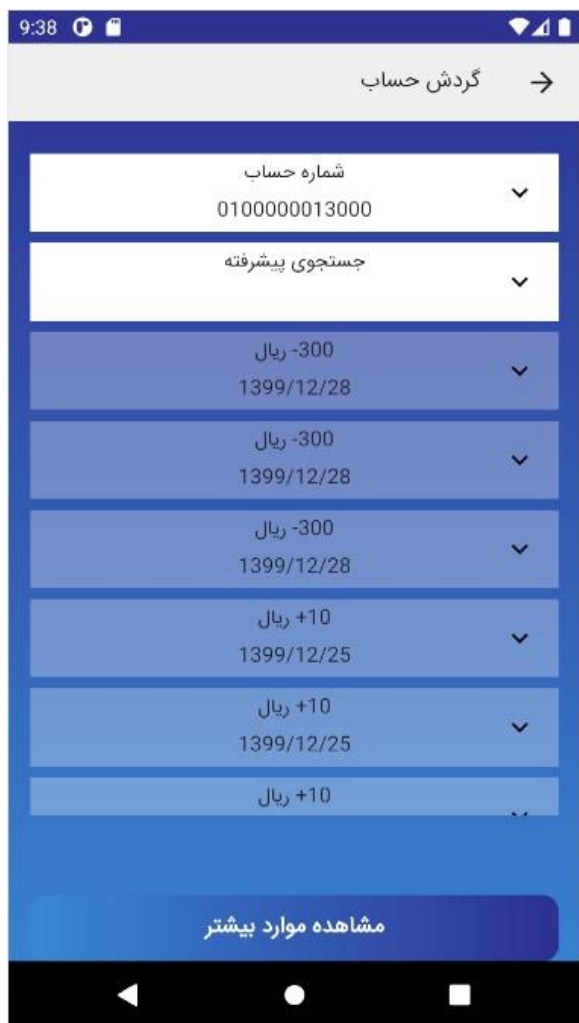 9:38
گردش حساب
شماره حساب
0100000013000
جستجوی پیشرفته
300- ریال
1399/12/28
300- ریال
1399/12/28
300- ریال
1399/12/28
10+ ریال
1399/12/25
10+ ریال
1399/12/25
10+ ریال
مشاهده موارد بیشتر